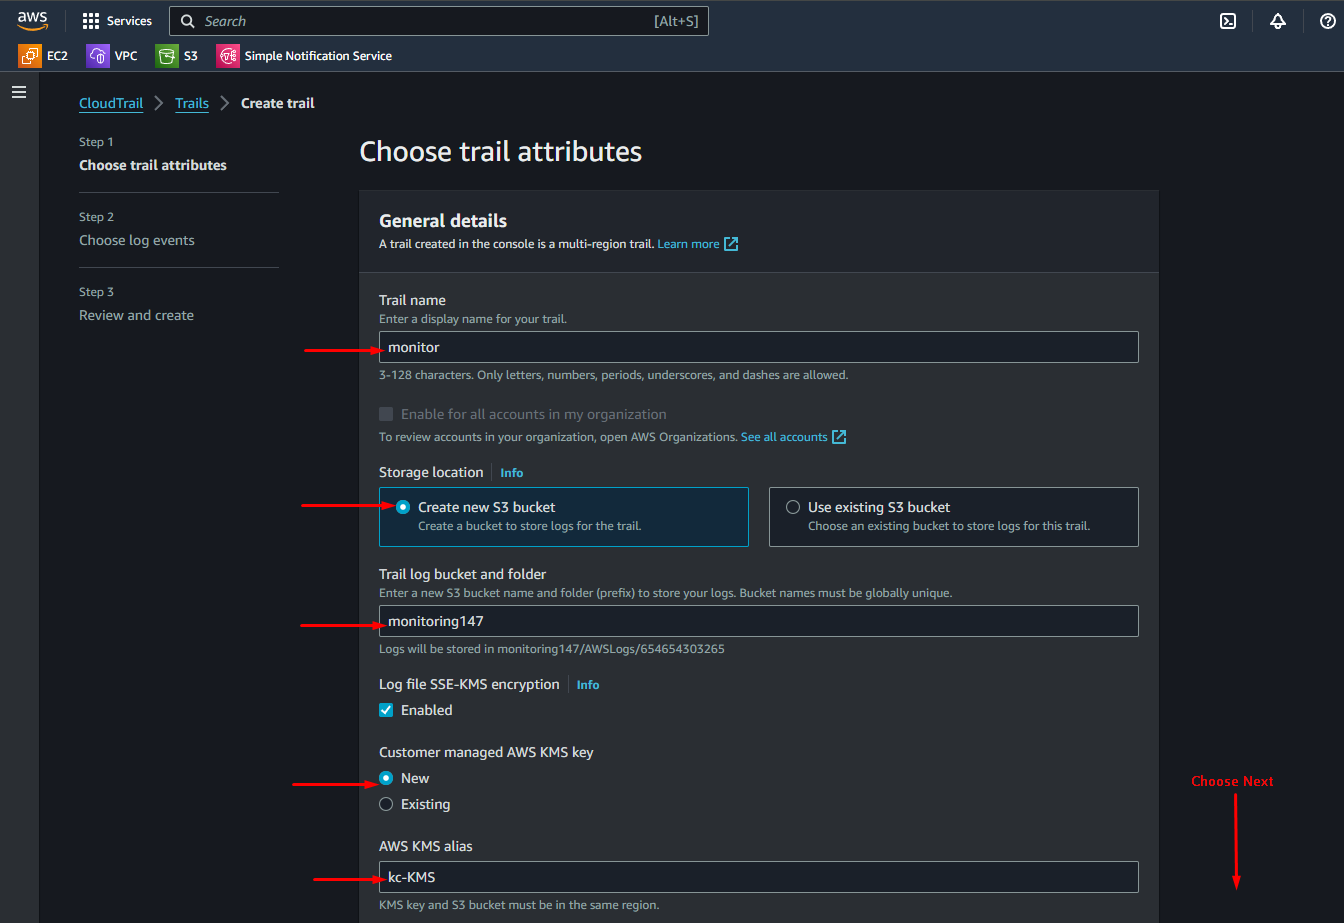 aws
Services
Search
[Alt+S]
EC2
VPC
S3
Simple Notification Service
CloudTrail
Trails
Create trail
Step 1
Choose trail attributes
Step 2
Choose log events
Step 3
Review and create
Choose trail attributes
General details
A trail created in the console is a multi-region trail. Learn more
Trail name
Enter a display name for your trail.
monitor
3-128 characters. Only letters, numbers, periods, underscores, and dashes are allowed.
Enable for all accounts in my organization
To review accounts in your organization, open AWS Organizations. See all accounts
Storage location
Info
Create new S3 bucket
Create a bucket to store logs for the trail.
Use existing S3 bucket
Choose an existing bucket to store logs for this trail.
Trail log bucket and folder
Enter a new S3 bucket name and folder (prefix) to store your logs. Bucket names must be globally unique.
monitoring147
Logs will be stored in monitoring147/AWSLogs/654654303265
Log file SSE-KMS encryption
Info
Enabled
Customer managed AWS KMS key
New
Existing
Choose Next
AWS KMS alias
kc-KMS
KMS key and S3 bucket must be in the same region.